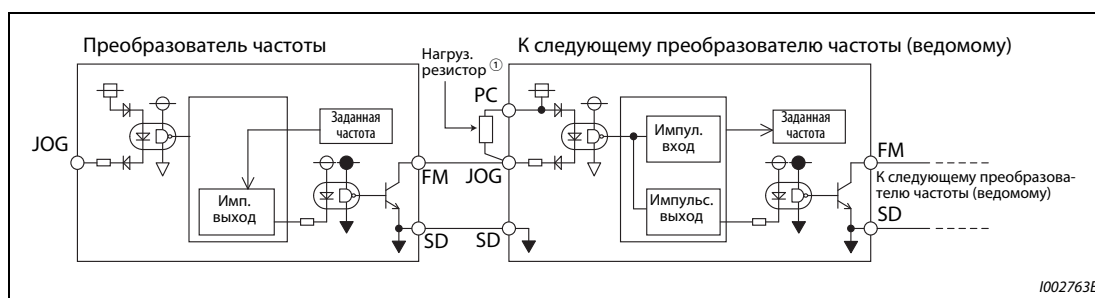 Преобразователь частоты
JOG
Заданная
частота
Имп.
выход
FM
SD
Нагруз.
резистор ①
К следующему преобразователю частоты (ведомому)
PC
JOG
SD
Импул.
вход
Импульс.
выход
Заданная
частота
FM
К следующему преобразова-
телю частоты (ведомому)
SD
I002763E